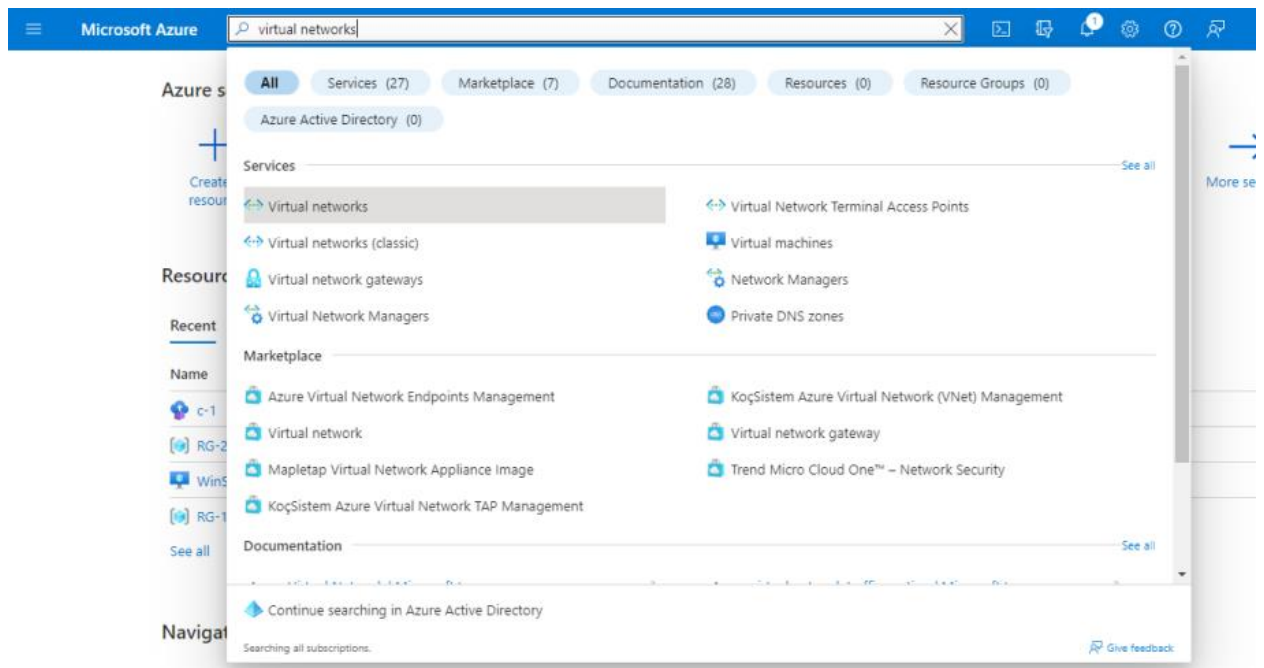 Microsoft Azure
virtual networks
1
Azure s
All Services (27) Marketplace (7) Documentation (28) Resources (0) Resource Groups (0)
Azure Active Directory (0)
Create
resour
More se
Services See all
Virtual networks Virtual Network Terminal Access Points
Virtual networks (classic) Virtual machines
Virtual network gateways Network Managers
Virtual Network Managers Private DNS zones
Resourc
Recent
Name
c-1
RG-2
WinS
RG-1
See all
Marketplace
Azure Virtual Network Endpoints Management KoçSistem Azure Virtual Network (VNet) Management
Virtual network Virtual network gateway
Mapletap Virtual Network Appliance Image Trend Micro Cloud One™ – Network Security
KoçSistem Azure Virtual Network TAP Management
Documentation See all
Continue searching in Azure Active Directory
Navigat
Searching all subscriptions. Give feedback